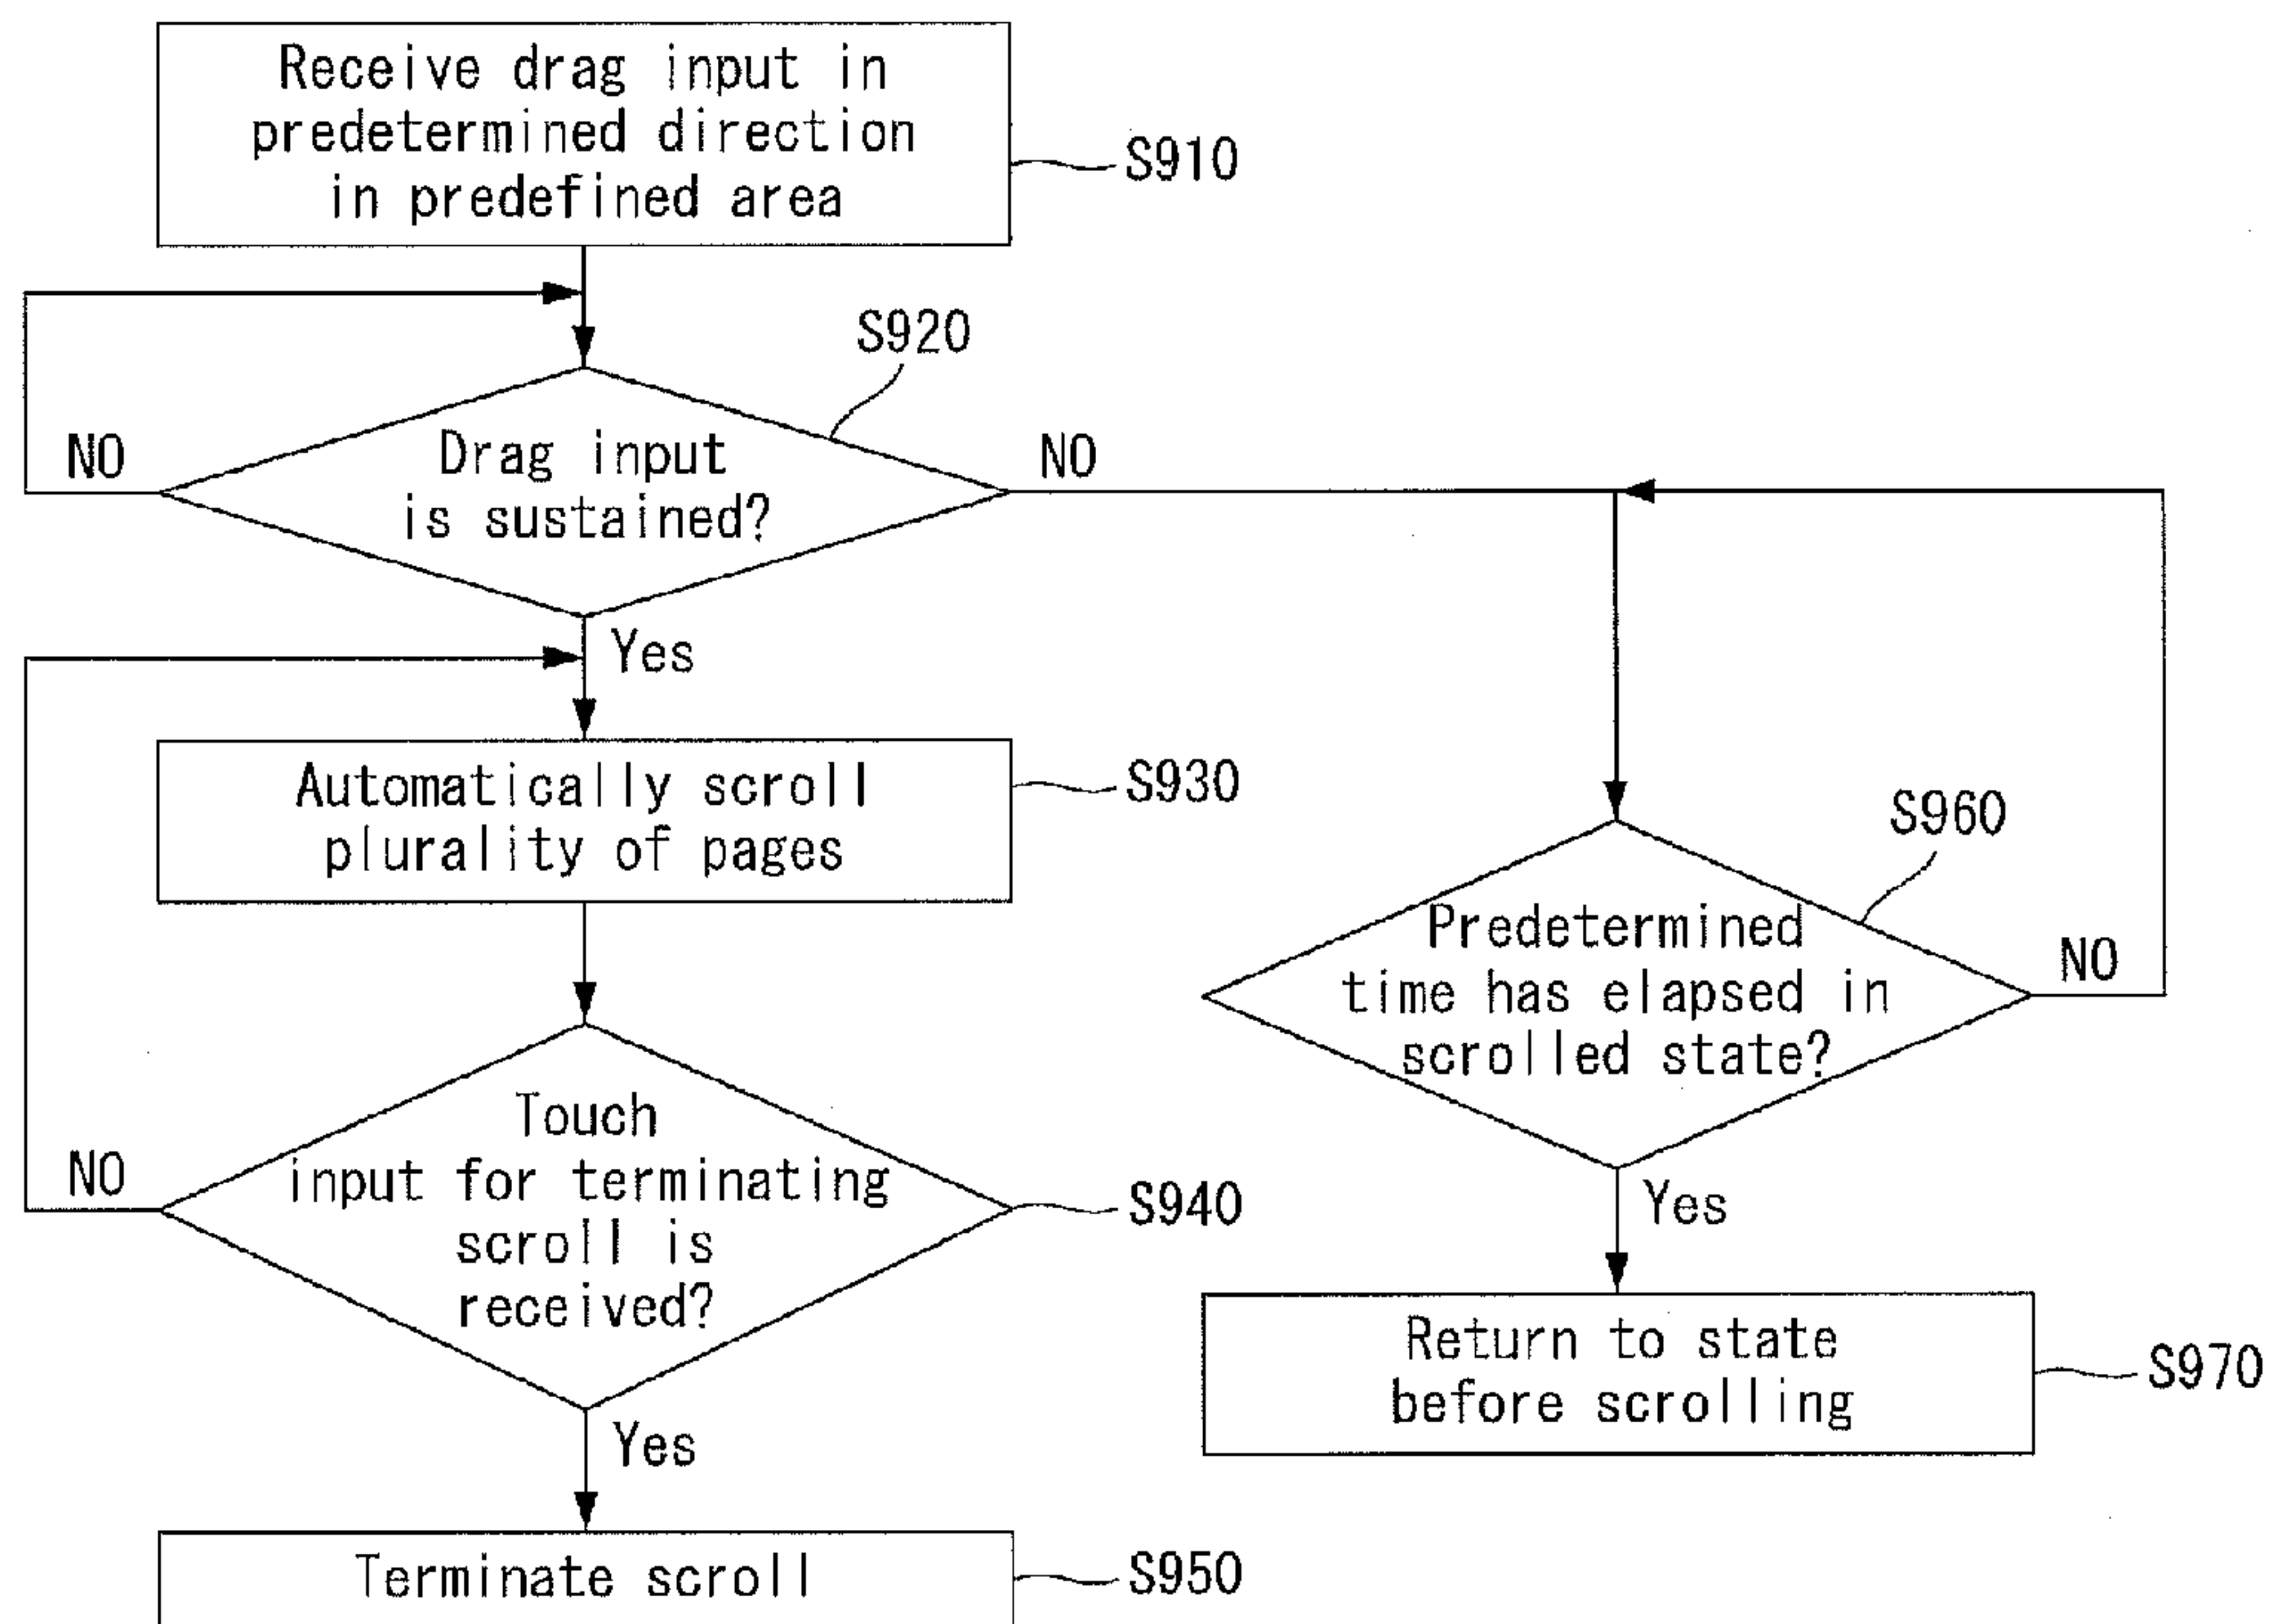 Receive drag input in
predetermined direction
in predefined area
S910
S920
NO
Drag input
is sustained?
NO
Yes
Automatically scroll
plurality of pages
S930
S960
Predetermined
time has elapsed in
scrolled state?
NO
Touch
input for terminating
scroll is
received?
NO
S940
Yes
Yes
Return to state
before scrolling
S970
Terminate scroll
S950